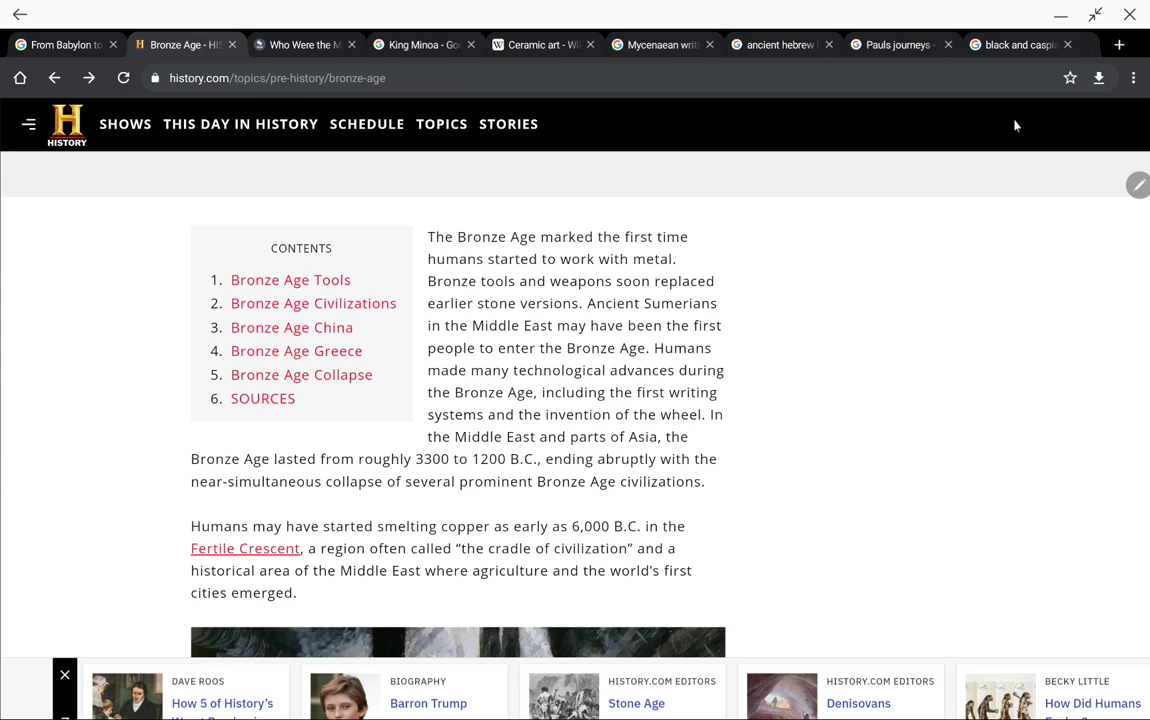 From Babylon to
Bronze Age - HIS
Who Were the M
King Minoa - Goo
Ceramic art - Wi
Mycenaean writi
ancient hebrew
Pauls journeys -
black and caspia
history.com/topics/pre-history/bronze-age
H
HISTORY
SHOWS THIS DAY IN HISTORY SCHEDULE TOPICS STORIES
CONTENTS
1. Bronze Age Tools
2. Bronze Age Civilizations
3. Bronze Age China
4. Bronze Age Greece
5. Bronze Age Collapse
6. SOURCES
The Bronze Age marked the first time
humans started to work with metal.
Bronze tools and weapons soon replaced
earlier stone versions. Ancient Sumerians
in the Middle East may have been the first
people to enter the Bronze Age. Humans
made many technological advances during
the Bronze Age, including the first writing
systems and the invention of the wheel. In
the Middle East and parts of Asia, the
Bronze Age lasted from roughly 3300 to 1200 B.C., ending abruptly with the
near-simultaneous collapse of several prominent Bronze Age civilizations.
Humans may have started smelting copper as early as 6,000 B.C. in the
Fertile Crescent, a region often called “the cradle of civilization” and a
historical area of the Middle East where agriculture and the world’s first
cities emerged.
DAVE ROOS
How 5 of History's
BIOGRAPHY
Barron Trump
HISTORY.COM EDITORS
Stone Age
HISTORY.COM EDITORS
Denisovans
BECKY LITTLE
How Did Humans